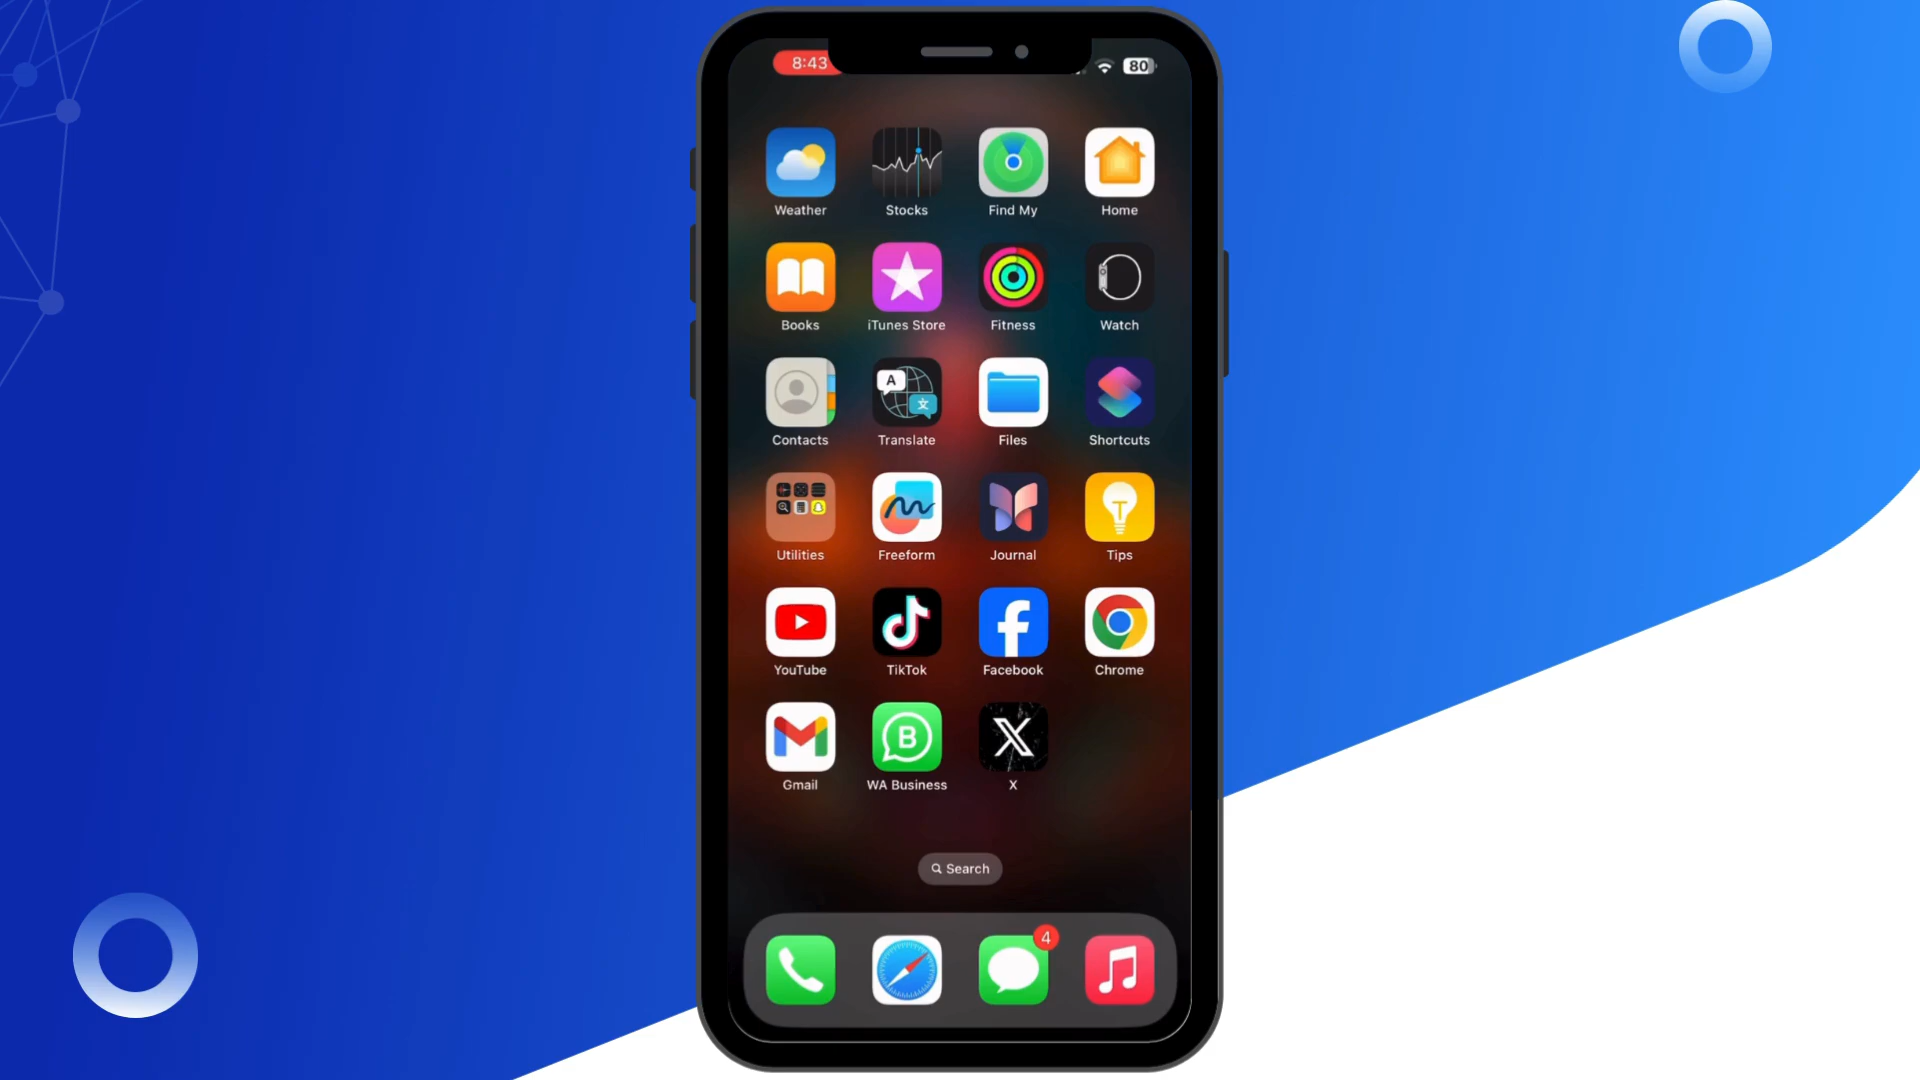 8:43
80
Weather Stocks Find My Home
Books iTunes Store Fitness Watch
A
文
Contacts Translate Files Shortcuts
T
Utilities Freeform Journal Tips
YouTube TikTok Facebook Chrome
B
Gmail WA Business X
Search
4